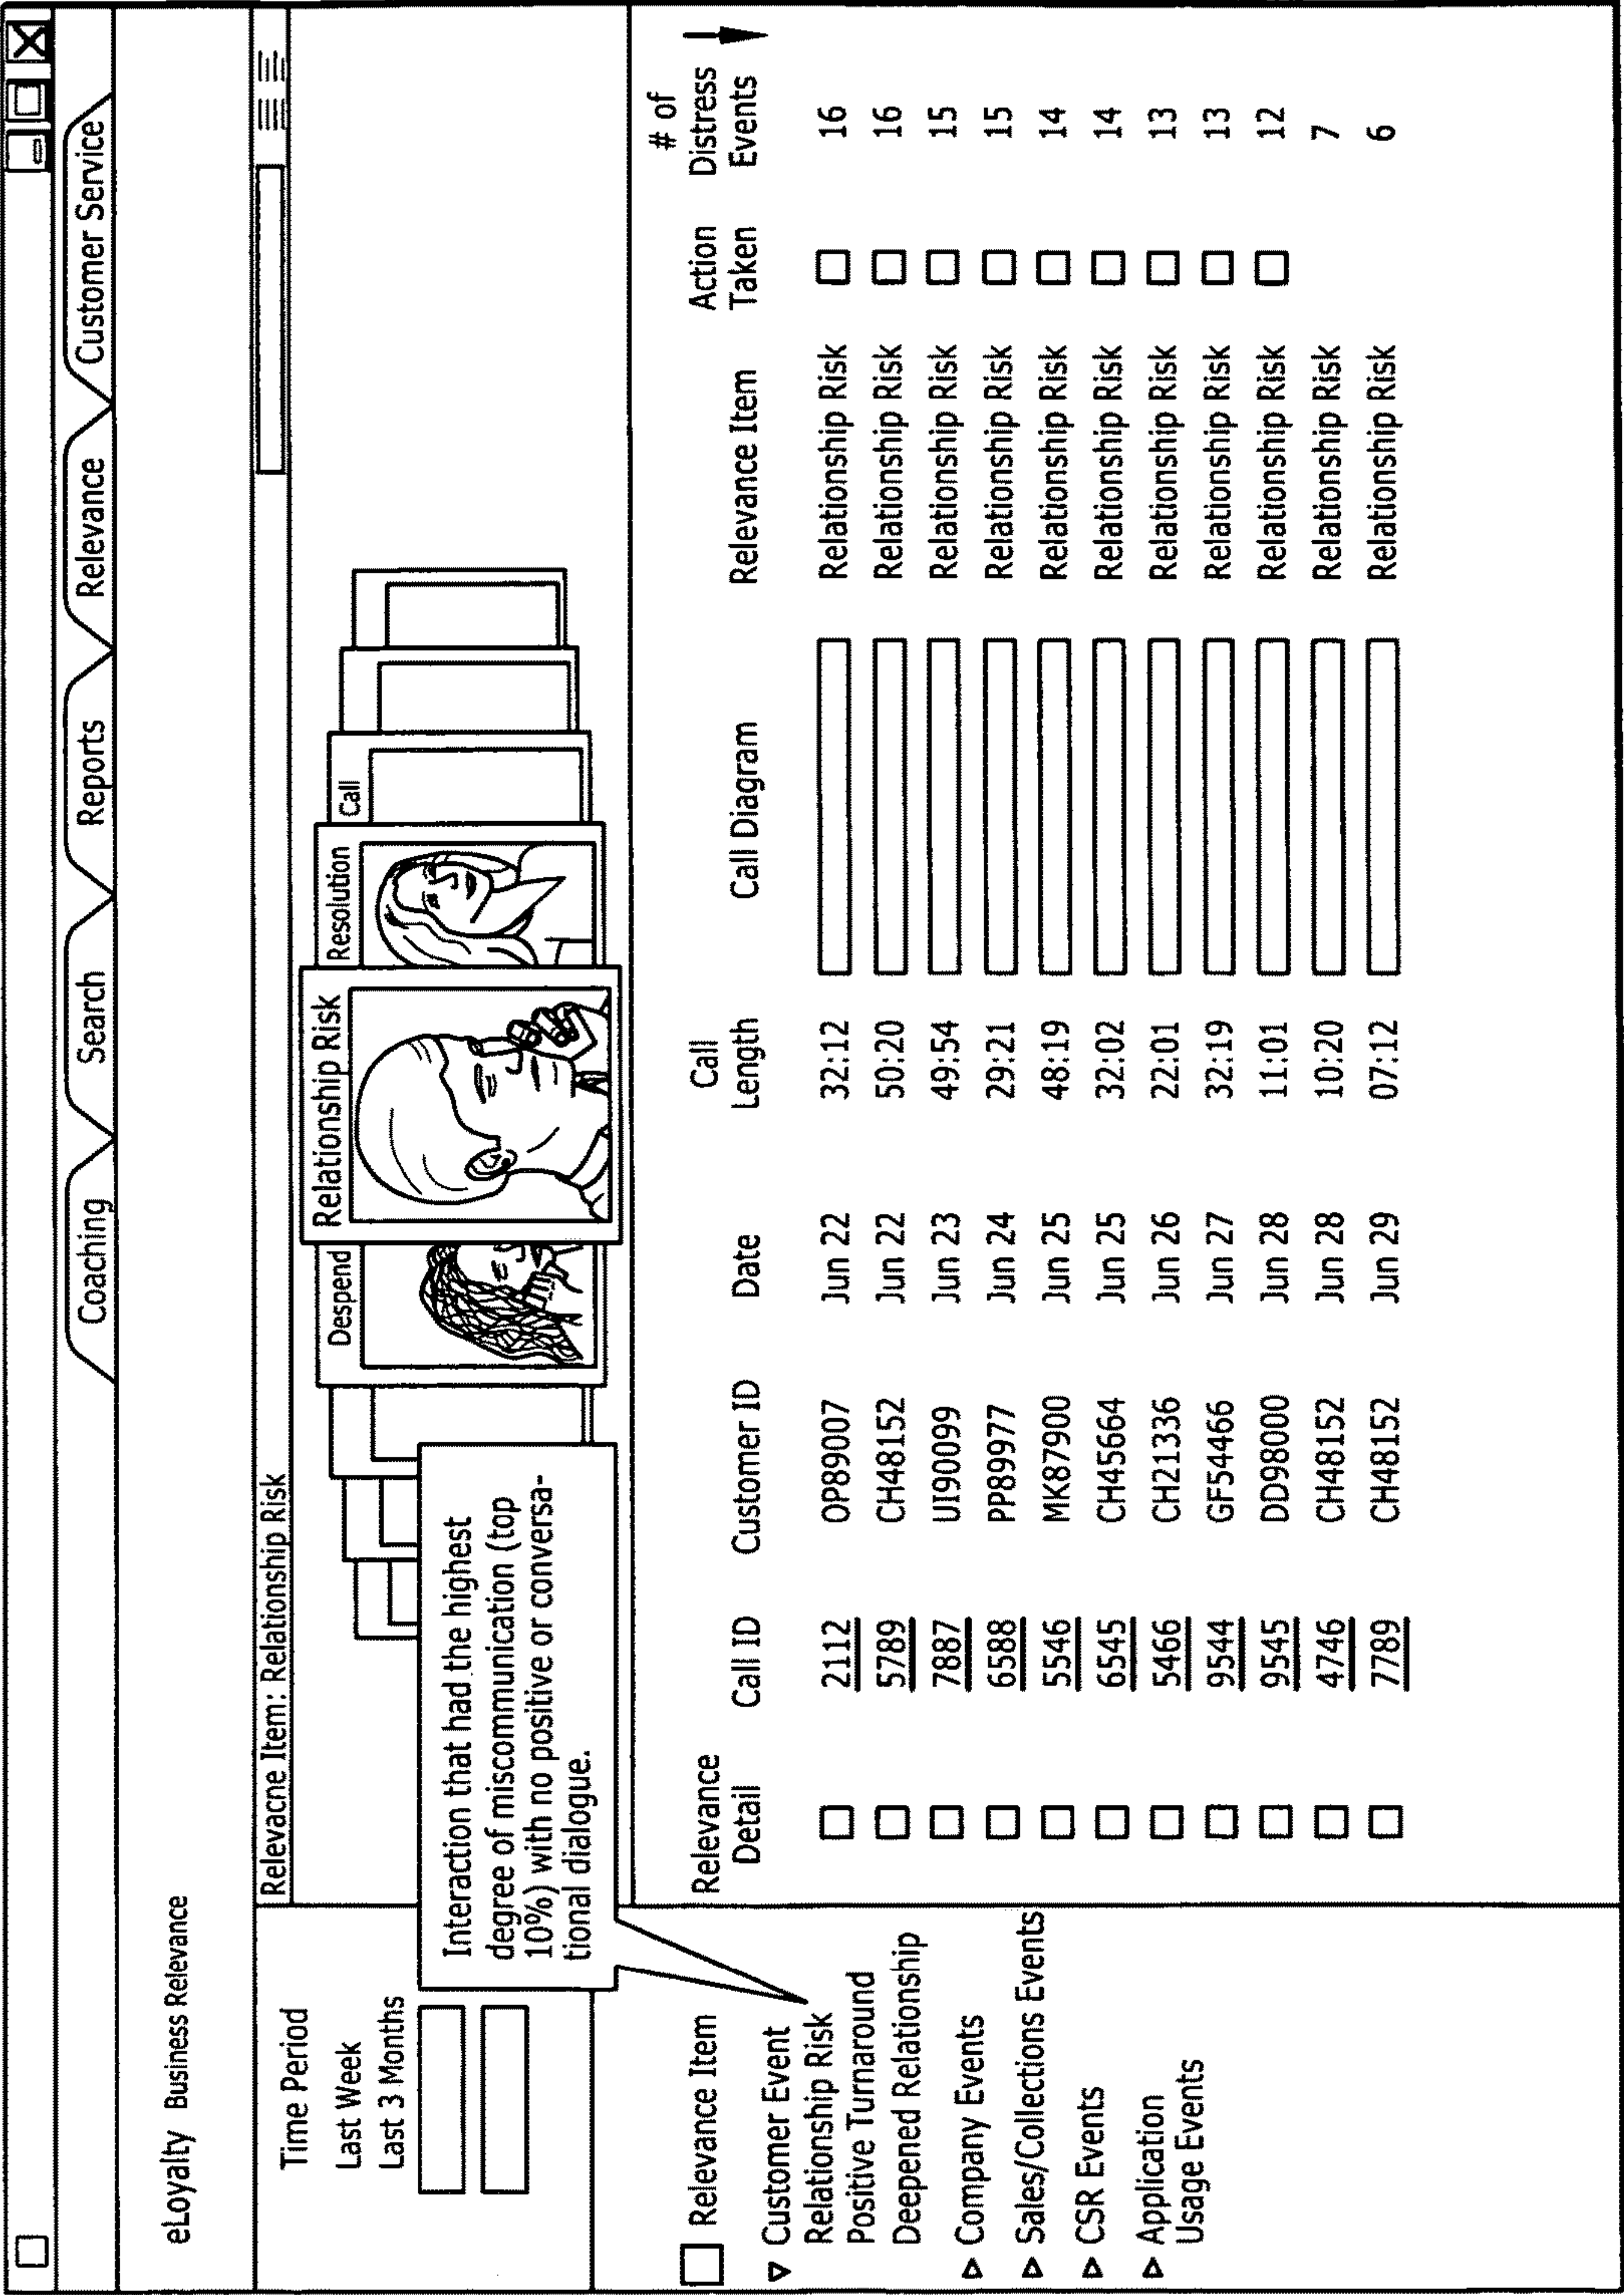 Coaching
Search
Reports
Relevance
Customer Service
eLoyalty Business Relevance
Time Period
Last Week
Last 3 Months
Relevacne Item: Relationship Risk
Despend
Relationship Risk
Resolution
Call
Interaction that had the highest
degree of miscommunication (top
10%) with no positive or conversa-
tional dialogue.
Relevance Item
Customer Event
Relationship Risk
Positive Turnaround
Deepened Relationship
Company Events
Sales/Collections Events
CSR Events
Application
Usage Events
Relevance Detail Call ID Customer ID Date Call Length Call Diagram Relevance Item Action Taken # of Distress Events
2112 OP89007 Jun 22 32:12 Relationship Risk 16
5789 CH48152 Jun 22 50:20 Relationship Risk 16
7887 UI90099 Jun 23 49:54 Relationship Risk 15
6588 PP89977 Jun 24 29:21 Relationship Risk 15
5546 MK87900 Jun 25 48:19 Relationship Risk 14
6545 CH45664 Jun 25 32:02 Relationship Risk 14
5466 CH21336 Jun 26 22:01 Relationship Risk 13
9544 GF54466 Jun 27 32:19 Relationship Risk 13
9545 DD98000 Jun 28 11:01 Relationship Risk 12
4746 CH48152 Jun 28 10:20 Relationship Risk 7
7789 CH48152 Jun 29 07:12 Relationship Risk 6